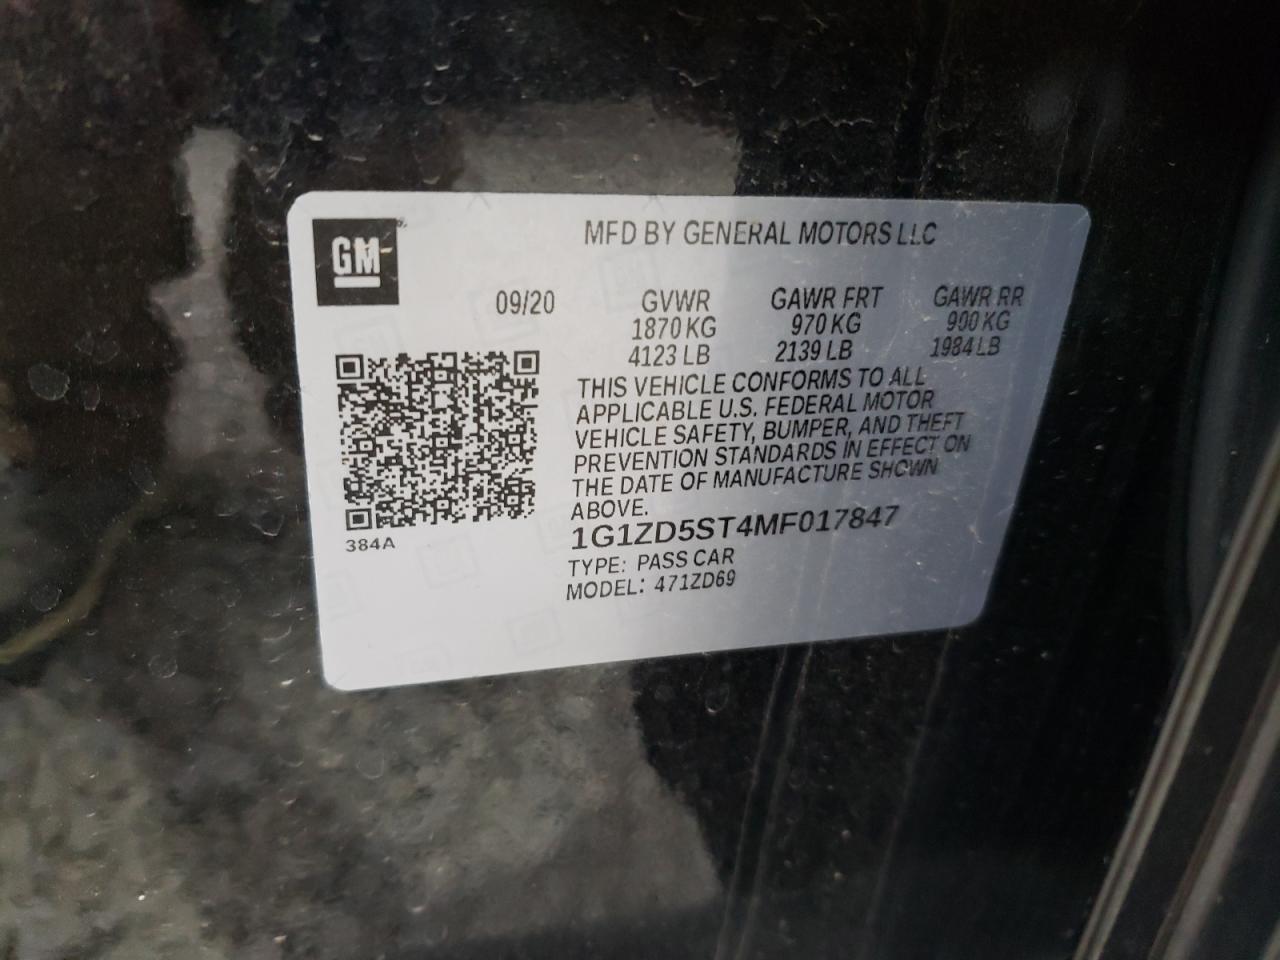 GM
MFD BY GENERAL MOTORS LLC
09/20 GVWR GAWR FRT GAWR RR
1870 KG 970 KG 900 KG
4123 LB 2139 LB 1984 LB
THIS VEHICLE CONFORMS TO ALL
APPLICABLE U.S. FEDERAL MOTOR
VEHICLE SAFETY, BUMPER, AND THEFT
PREVENTION STANDARDS IN EFFECT ON
THE DATE OF MANUFACTURE SHOWN
ABOVE.
1G1ZD5ST4MF017847
384A
TYPE: PASS CAR
MODEL: 471ZD69